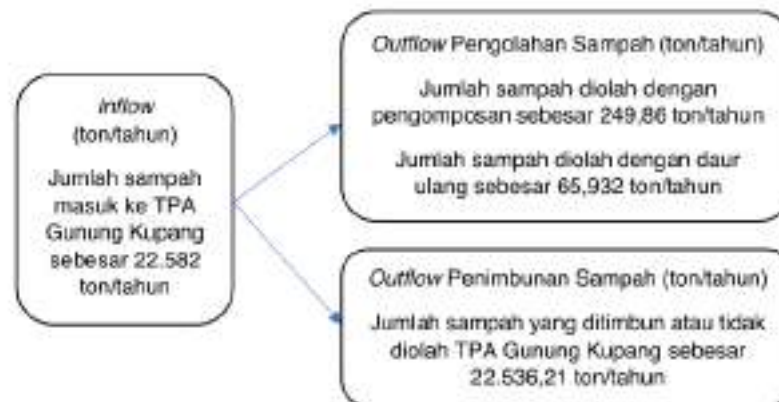 Inflow
(ton/tahun)
Jumlah sampah
masuk ke TPA
Gunung Kupang
sebesar 22.582
ton/tahun
Outflow Pengolahan Sampah (ton/tahun)
Jumlah sampah diolah dengan
pengomposan sebesar 249,86 ton/tahun
Jumlah sampah diolah dengan daur
ulang sebesar 65,932 ton/tahun
Outflow Penimbunan Sampah (ton/tahun)
Jumlah sampah yang ditimbun atau tidak
diolah TPA Gunung Kupang sebesar
22.536,21 ton/tahun